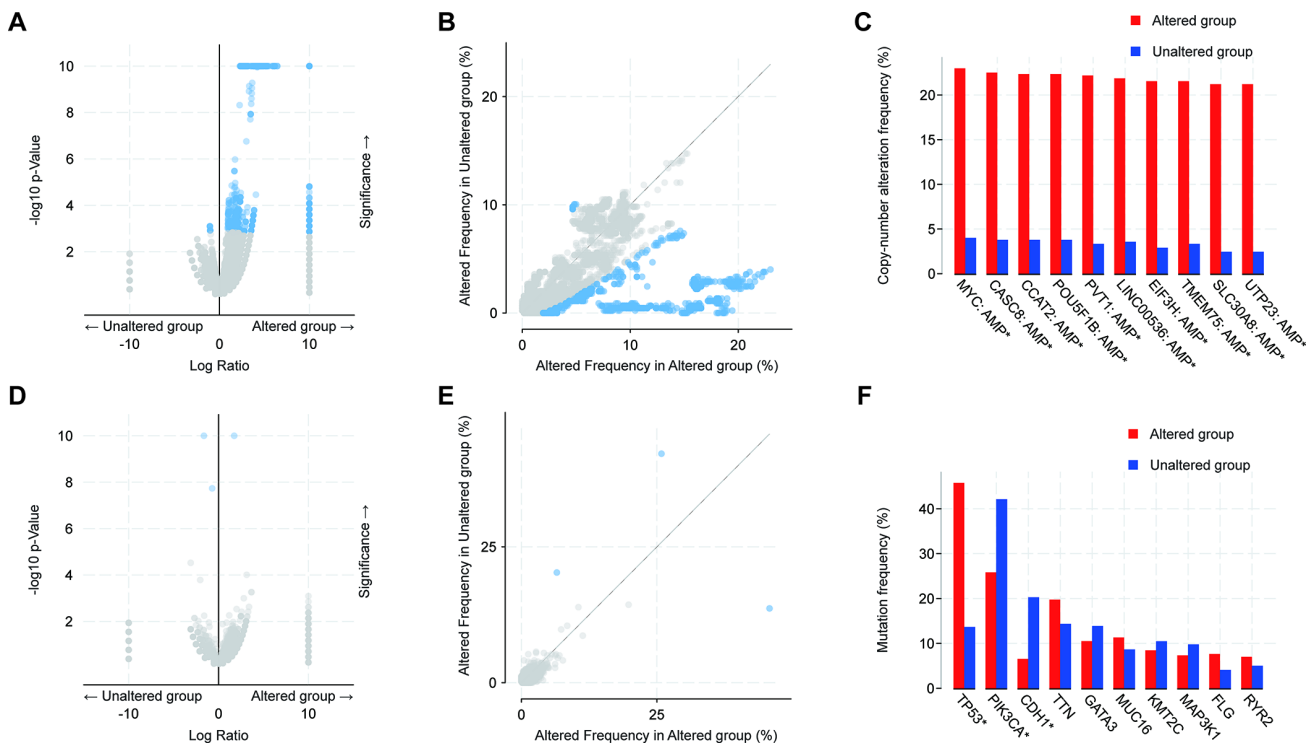 A
10
8
6
4
2
-log10 p-Value
Significance →
← Unaltered group
Altered group →
-10
0
10
Log Ratio
B
20
10
0
Altered Frequency in Unaltered group (%)
0
10
20
Altered Frequency in Altered group (%)
C
Altered group
Unaltered group
Copy-number alteration frequency (%)
20
15
10
5
0
MYC: AMP*
CASC8: AMP*
CCAT2: AMP*
POU5F1B: AMP*
PVT1: AMP*
LINC00536: AMP*
EIF3H: AMP*
TMEM75: AMP*
SLC30A8: AMP*
UTP23: AMP*
D
10
8
6
4
2
-log10 p-Value
Significance →
← Unaltered group
Altered group →
-10
0
10
Log Ratio
E
25
0
Altered Frequency in Unaltered group (%)
0
25
Altered Frequency in Altered group (%)
F
Altered group
Unaltered group
Mutation frequency (%)
40
30
20
10
0
TP53*
PIK3CA*
CDH1*
TTN
GATA3
MUC16
KMT2C
MAP3K1
FLG
RYR2